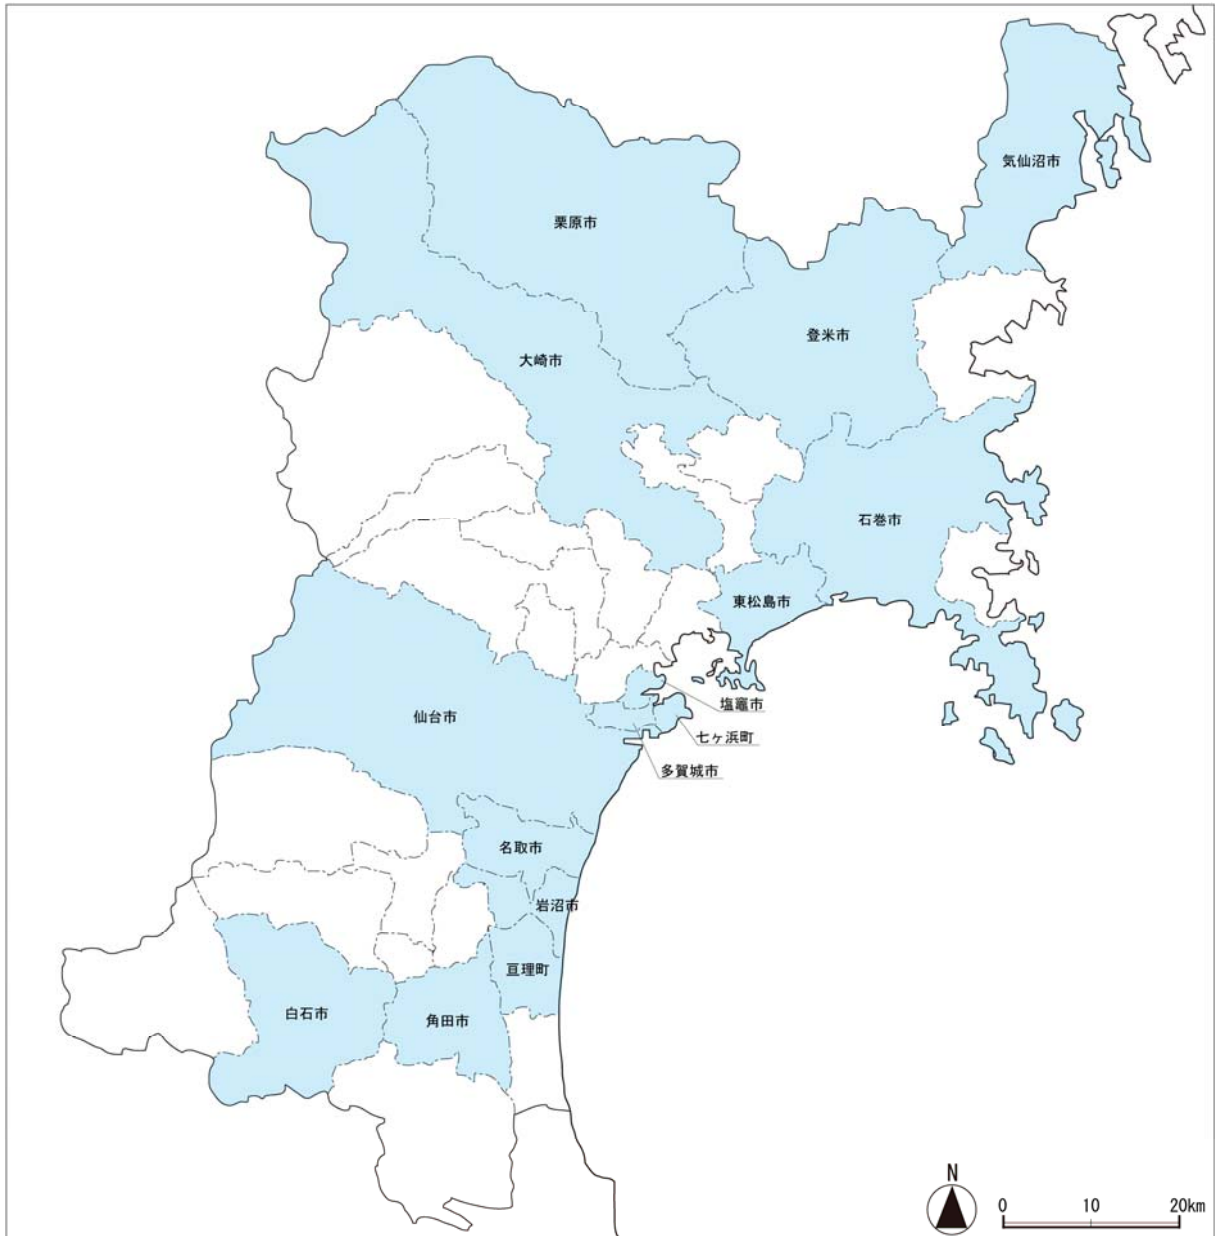 気仙沼市
栗原市
登米市
大崎市
石巻市
東松島市
塩竈市
仙台市
七ヶ浜町
多賀城市
名取市
岩沼市
亘理町
白石市
角田市
N
0 10 20km